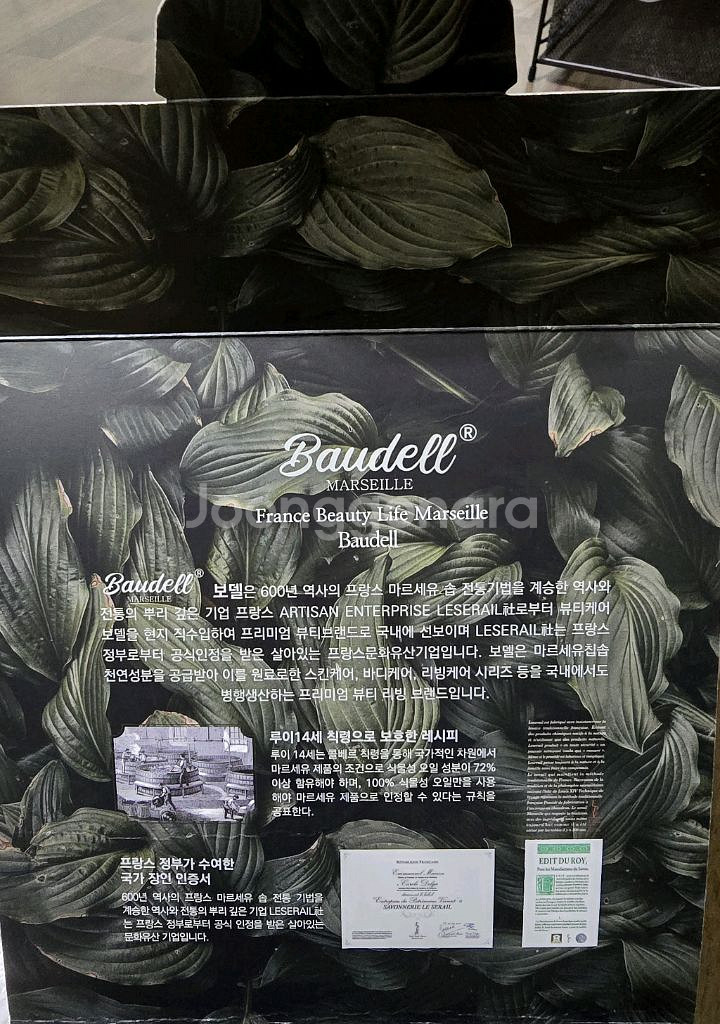 Baudell®
MARSEILLE
France Beauty Life Marseille
Baudell
Joonggonara
Baudell® 보델은 600년 역사의 프랑스 마르세유 솝 전통기법을 계승한 역사와
MARSEILLE
전통의 뿌리 깊은 기업 프랑스 ARTISAN ENTERPRISE LESERAIL社로부터 뷰티케어
보델을 현지 직수입하여 프리미엄 뷰티브랜드로 국내에 선보이며 LESERAIL社는 프랑스
정부로부터 공식인정을 받은 살아있는 프랑스문화유산기업입니다. 보델은 마르세유칩솝
천연성분을 공급받아 이를 원료로한 스킨케어, 바디케어, 리빙케어 시리즈 등을 국내에서도
병행생산하는 프리미엄 뷰티 리빙 브랜드입니다.
루이14세 칙령으로 보호한 레시피
루이 14세는 콜베르 칙령을 통해 국가적인 차원에서
마르세유 제품의 조건으로 식물성 오일 성분이 72%
이상 함유해야 하며, 100% 식물성 오일만을 사용
해야 마르세유 제품으로 인정할 수 있다는 규칙을
공표한다.
프랑스 정부가 수여한
국가 장인 인증서
600년 역사의 프랑스 마르세유 솝 전통 기법을
계승한 역사와 전통의 뿌리 깊은 기업 LESERAIL社
는 프랑스 정부로부터 공식 인정을 받은 살아있는
문화유산 기업입니다.
RÉPUBLIQUE FRANÇAISE
SAVONNERIE LE SERAIL
EDIT DU ROY,